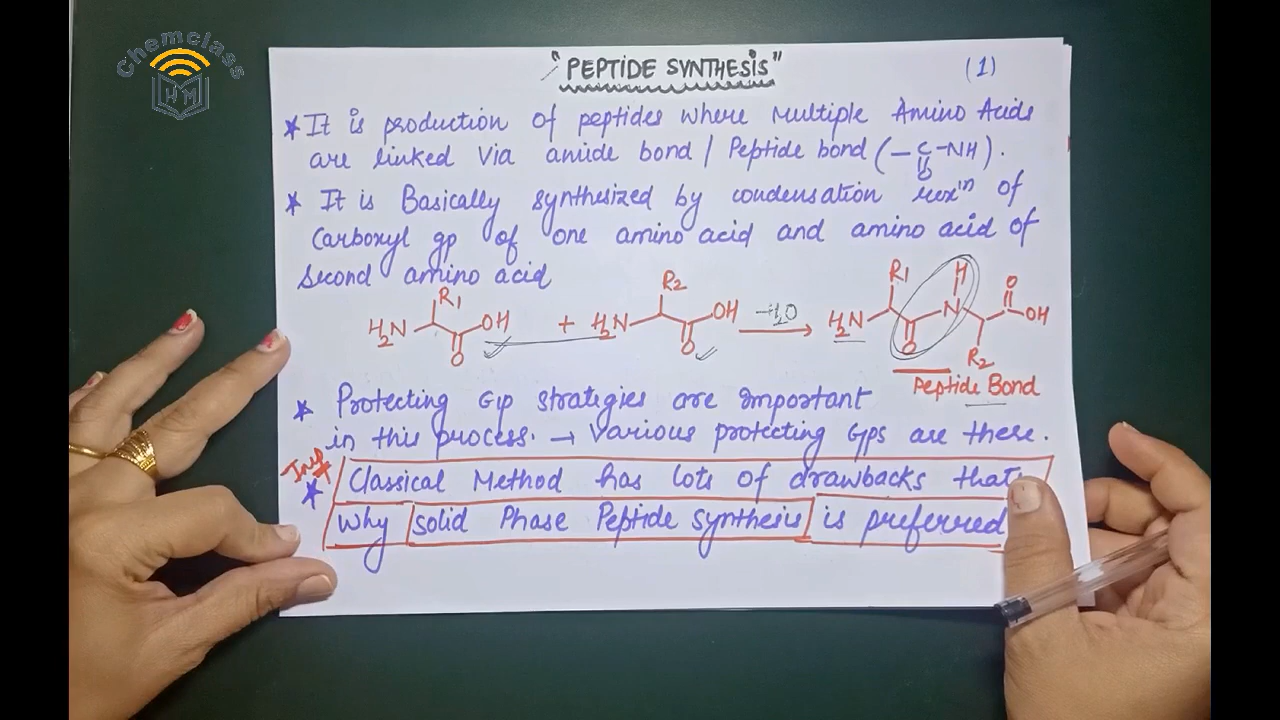 Chemclass
HM
"PEPTIDE SYNTHESIS"
(1)
* It is production of peptides where Multiple Amino Acids
are linked Via amide bond / Peptide bond (-C-NH).
O
* It is Basically synthesized by condensation rexⁿ of
Carboxyl gp of one amino acid and amino acid of
second amino acid
R1 R2 R1 H O
H2N OH + H2N OH -H2O H2N N OH
O O O R2
Peptide Bond
* Protecting Gp strategies are important
in this process. → Various protecting Gps are there.
Imp
* Classical Method has lots of drawbacks that's
why solid Phase Peptide synthesis is preferred